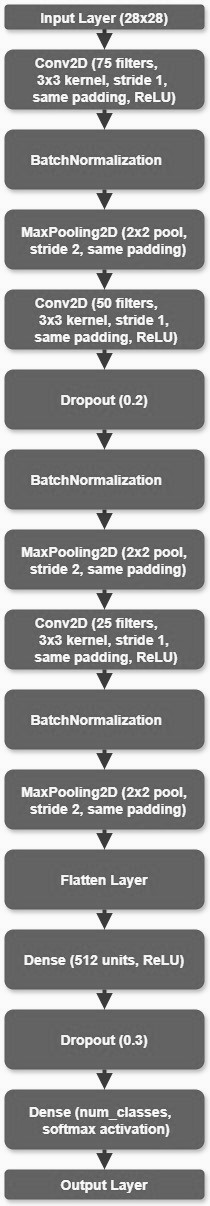 Input Layer (28x28)
Conv2D (75 filters,
3x3 kernel, stride 1,
same padding, ReLU)
BatchNormalization
MaxPooling2D (2x2 pool,
stride 2, same padding)
Conv2D (50 filters,
3x3 kernel, stride 1,
same padding, ReLU)
Dropout (0.2)
BatchNormalization
MaxPooling2D (2x2 pool,
stride 2, same padding)
Conv2D (25 filters,
3x3 kernel, stride 1,
same padding, ReLU)
BatchNormalization
MaxPooling2D (2x2 pool,
stride 2, same padding)
Flatten Layer
Dense (512 units, ReLU)
Dropout (0.3)
Dense (num_classes,
softmax activation)
Output Layer